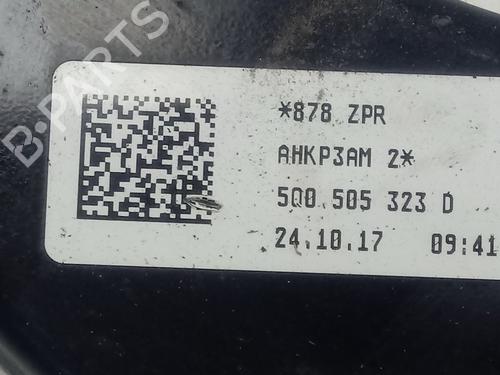 *878 ZPR
AHKP3AM 2*
5Q0 505 323 D
24.10.17 09:41
B-PARTS